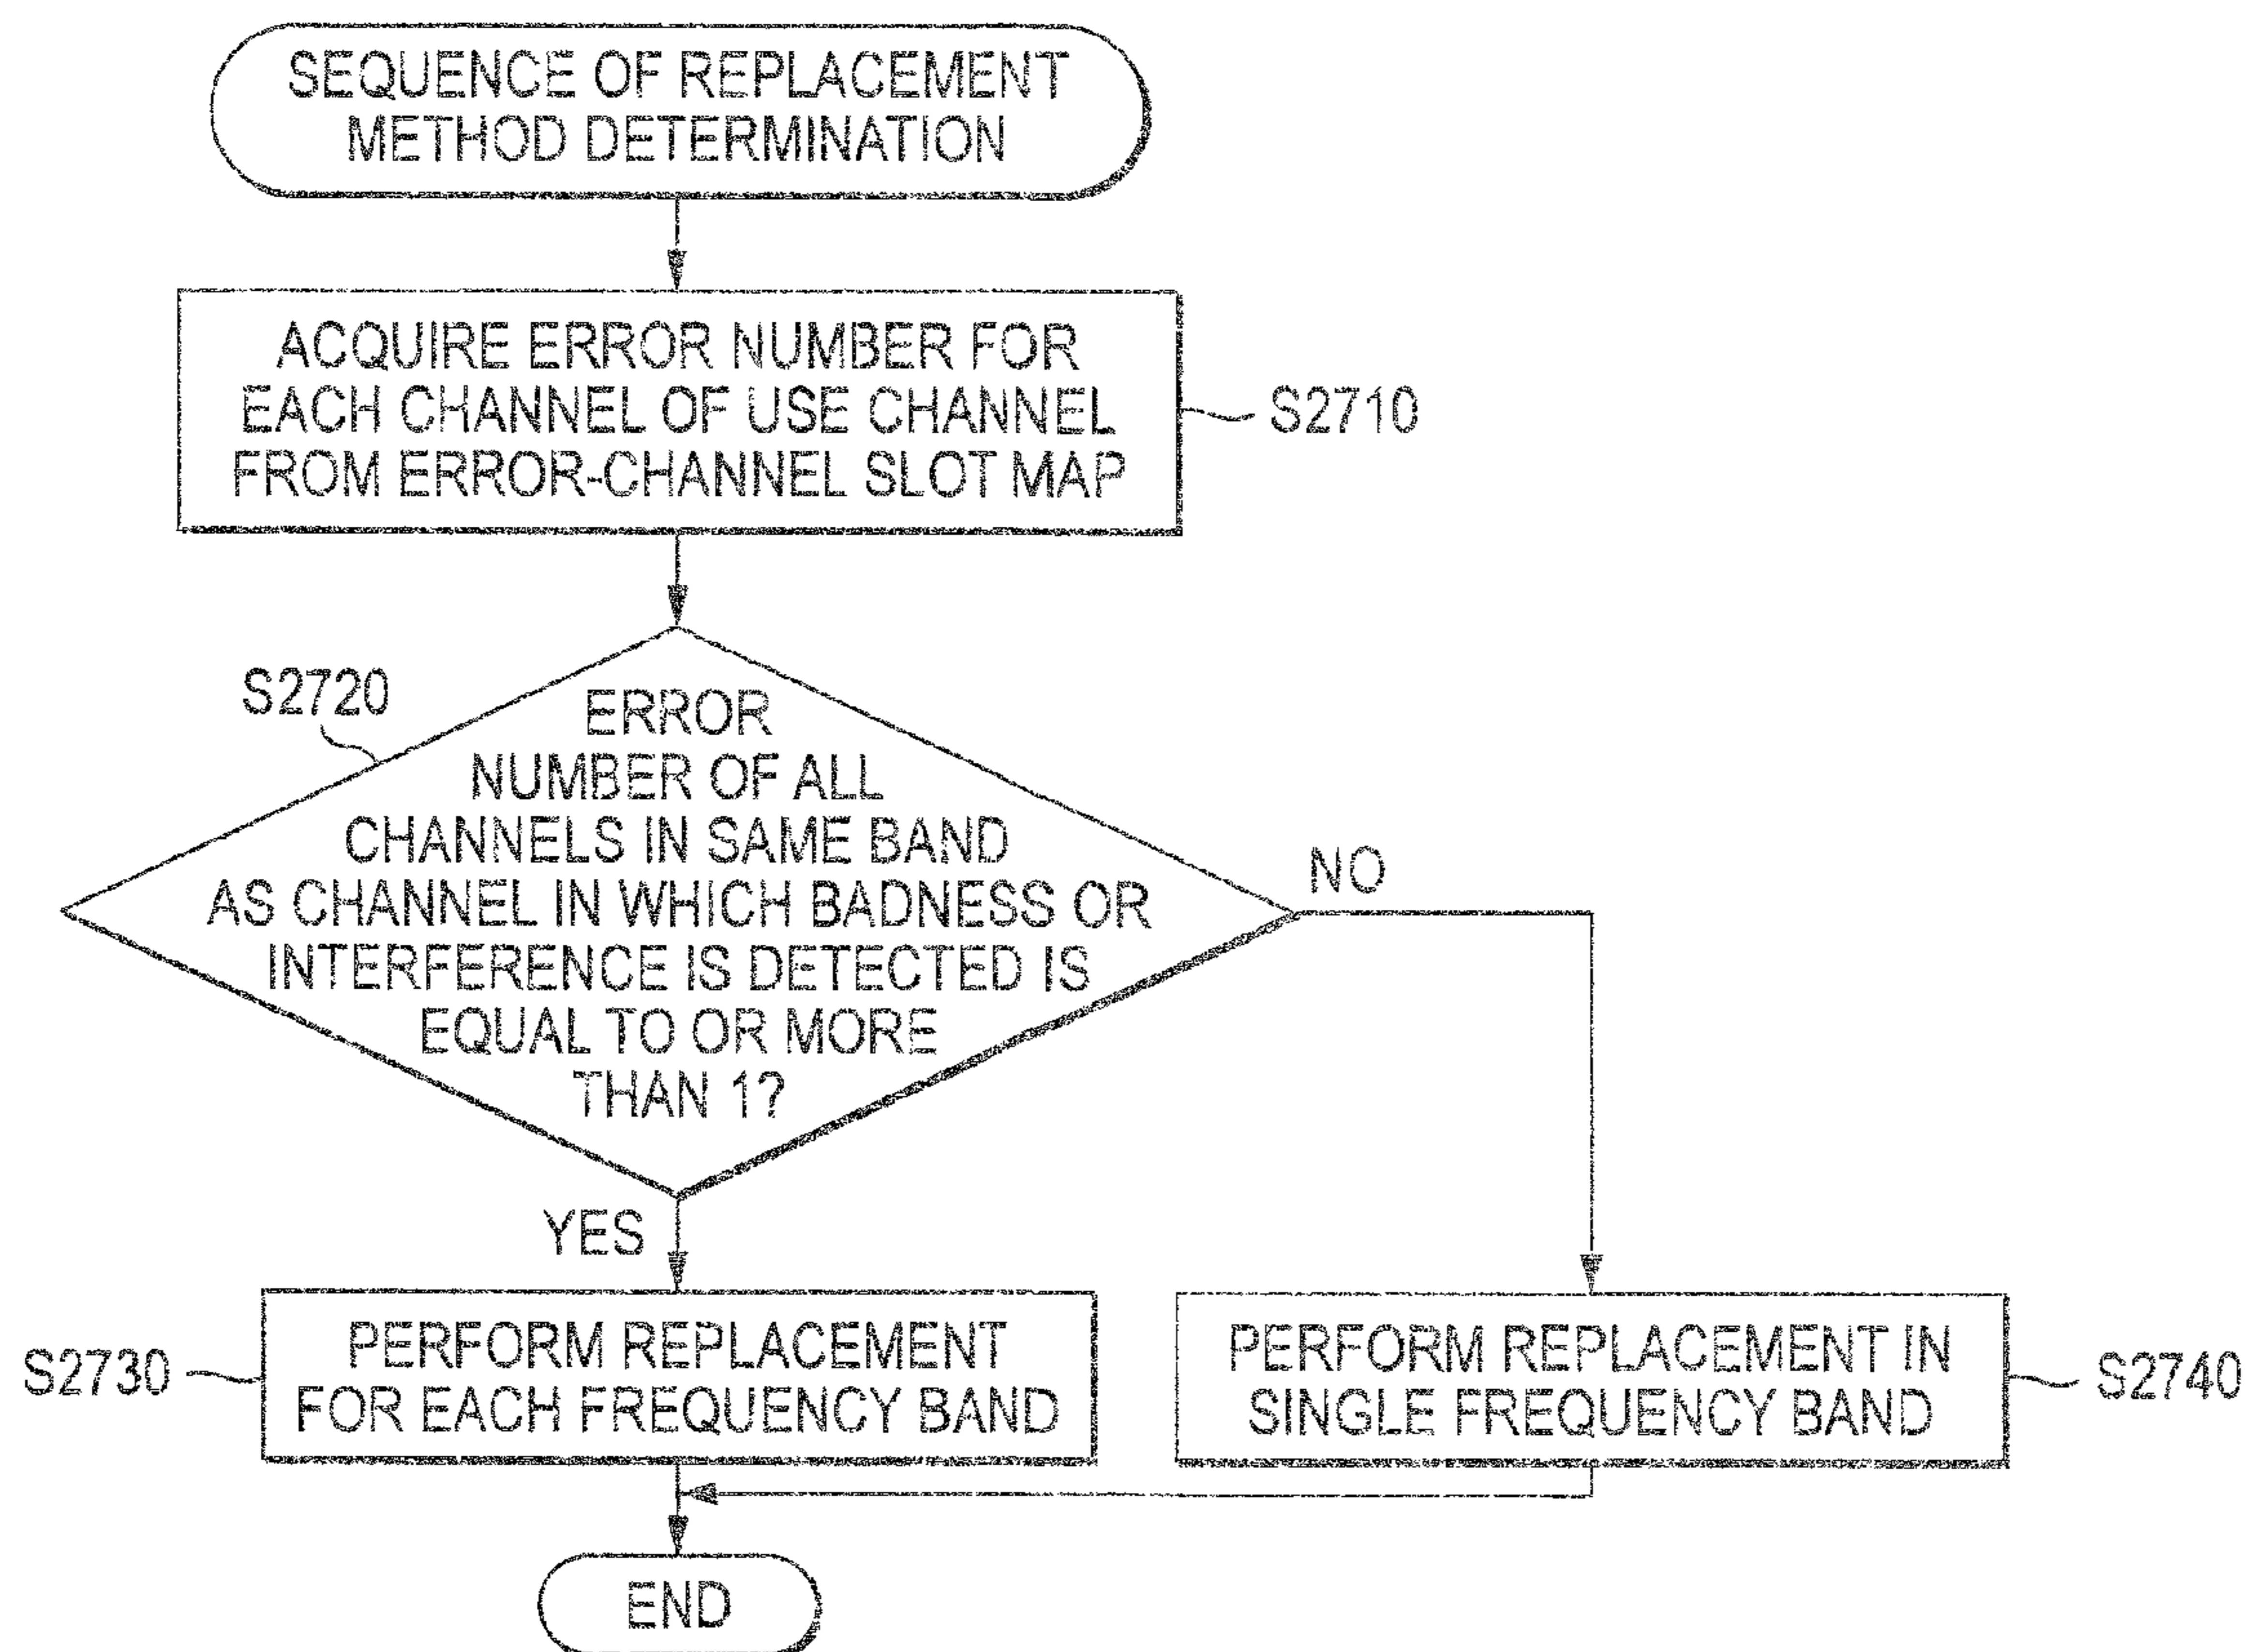 SEQUENCE OF REPLACEMENT
METHOD DETERMINATION
ACQUIRE ERROR NUMBER FOR
EACH CHANNEL OF USE CHANNEL
FROM ERROR-CHANNEL SLOT MAP
S2710
S2720
ERROR
NUMBER OF ALL
CHANNELS IN SAME BAND
AS CHANNEL IN WHICH BADNESS OR
INTERFERENCE IS DETECTED IS
EQUAL TO OR MORE
THAN 1?
NO
YES
S2730
PERFORM REPLACEMENT
FOR EACH FREQUENCY BAND
PERFORM REPLACEMENT IN
SINGLE FREQUENCY BAND
S2740
END